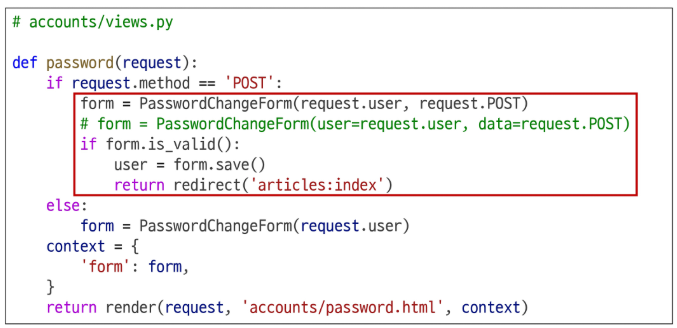 # accounts/views.py
def password(request):
    if request.method == 'POST':
        form = PasswordChangeForm(request.user, request.POST)
        # form = PasswordChangeForm(user=request.user, data=request.POST)
        if form.is_valid():
            user = form.save()
            return redirect('articles:index')
    else:
        form = PasswordChangeForm(request.user)
    context = {
        'form': form,
    }
    return render(request, 'accounts/password.html', context)